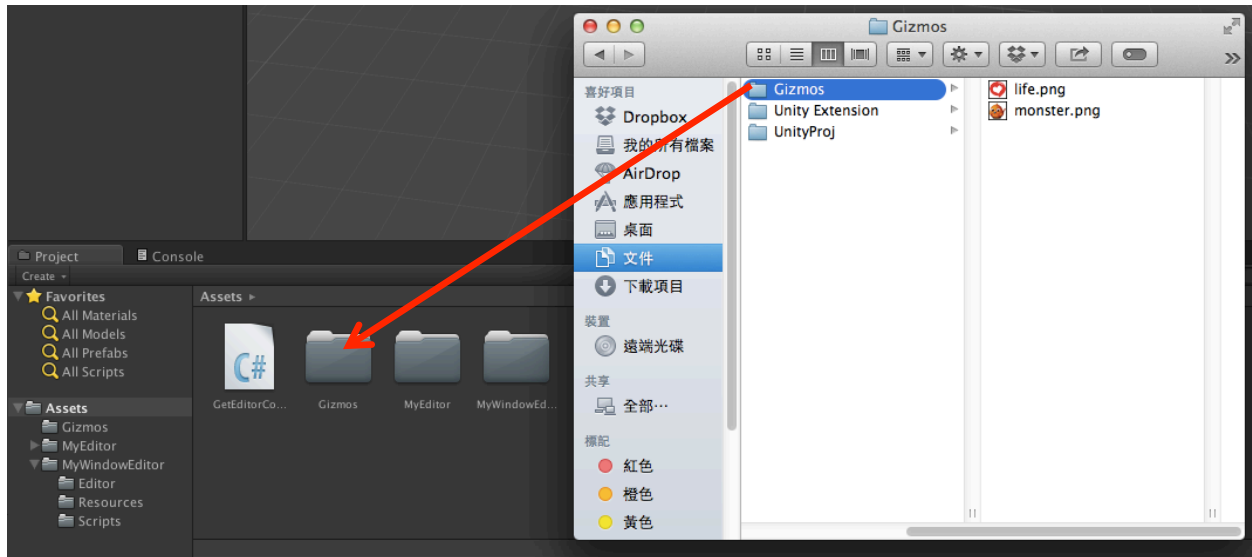 Gizmos
喜好項目
Dropbox
我的所有檔案
AirDrop
應用程式
桌面
文件
下載項目
裝置
遠端光碟
共享
全部…
標記
紅色
橙色
黃色
Gizmos
Unity Extension
UnityProj
life.png
monster.png
Project
Console
Create
Favorites
All Materials
All Models
All Prefabs
All Scripts
Assets
Gizmos
MyEditor
MyWindowEditor
Editor
Resources
Scripts
Assets
C#
GetEditorCo...
Gizmos
MyEditor
MyWindowEd...